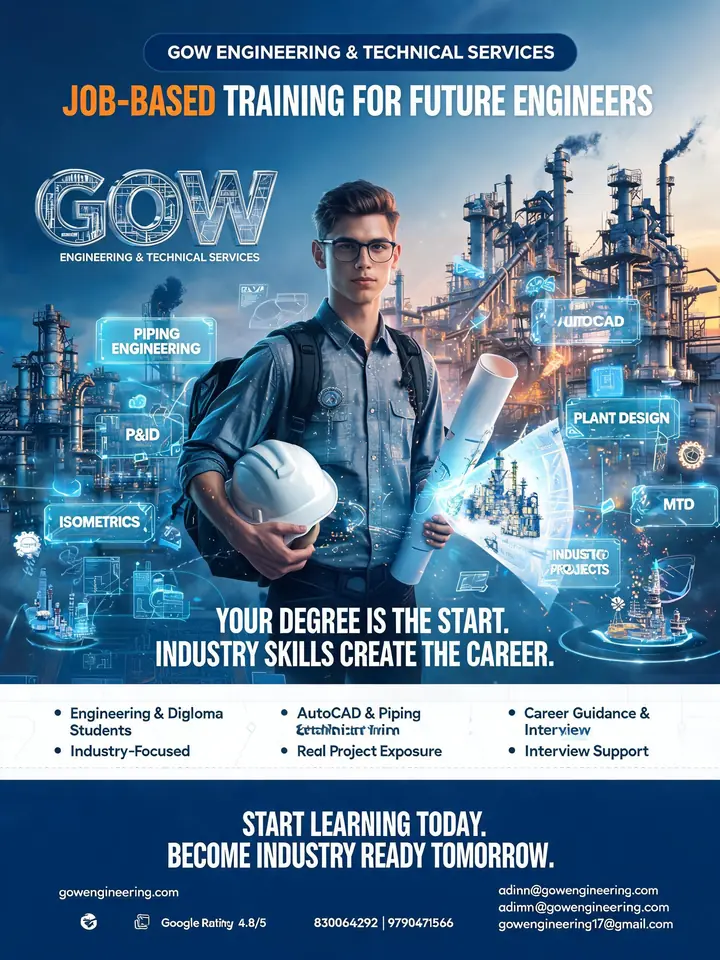 GOW ENGINEERING & TECHNICAL SERVICES
JOB-BASED TRAINING FOR FUTURE ENGINEERS
GOW
ENGINEERING & TECHNICAL SERVICES
PIPING
ENGINEERING
AUTOCAD
P&ID
PLANT DESIGN
ISOMETRICS
MTD
PROJECTS
YOUR DEGREE IS THE START.
INDUSTRY SKILLS CREATE THE CAREER.
Engineering & Digloma
Students
Industry-Focused
AutoCAD & Piping
Real Project Exposure
Career Guidance &
Interview
Interview Support
START LEARNING TODAY.
BECOME INDUSTRY READY TOMORROW.
gowengineering.com
Google Ratity 4.8/5
830064292 | 9790471566
adinn@gowengineering.com
adimm@gowengineering.com
gowengineering17@gmail.com